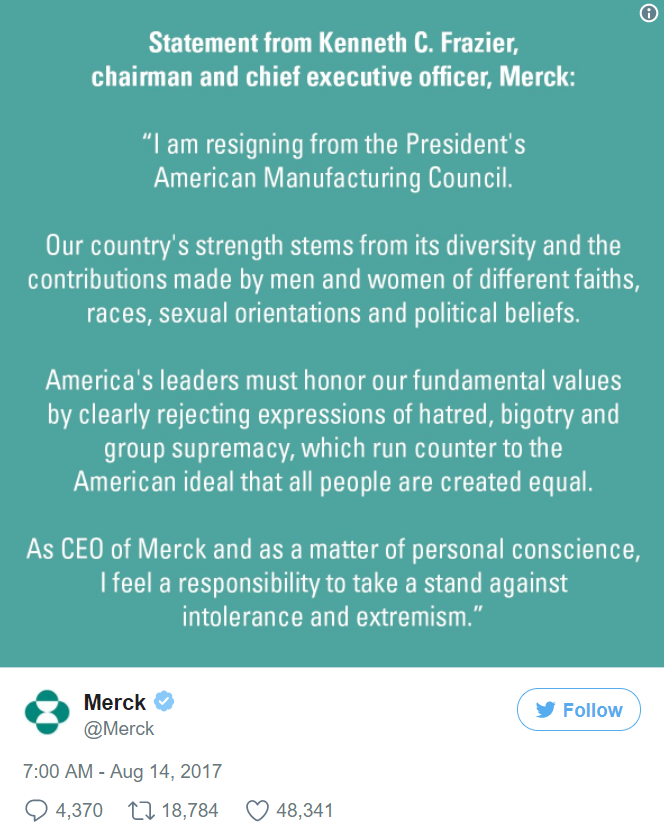 Statement from Kenneth C. Frazier,
chairman and chief executive officer, Merck:
“I am resigning from the President's
American Manufacturing Council.
Our country's strength stems from its diversity and the
contributions made by men and women of different faiths,
races, sexual orientations and political beliefs.
America's leaders must honor our fundamental values
by clearly rejecting expressions of hatred, bigotry and
group supremacy, which run counter to the
American ideal that all people are created equal.
As CEO of Merck and as a matter of personal conscience,
I feel a responsibility to take a stand against
intolerance and extremism.”
Merck
Follow
@Merck
7:00 AM - Aug 14, 2017
4,370 18,784 48,341